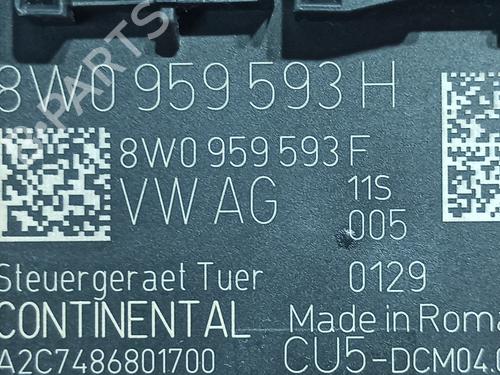 8W0 959 593 H
8W0 959 593 F
VW AG 11S
005
Steuergeraet Tuer 0129
CONTINENTAL Made in Roma
A2C7486801700 CU5-DCM04.